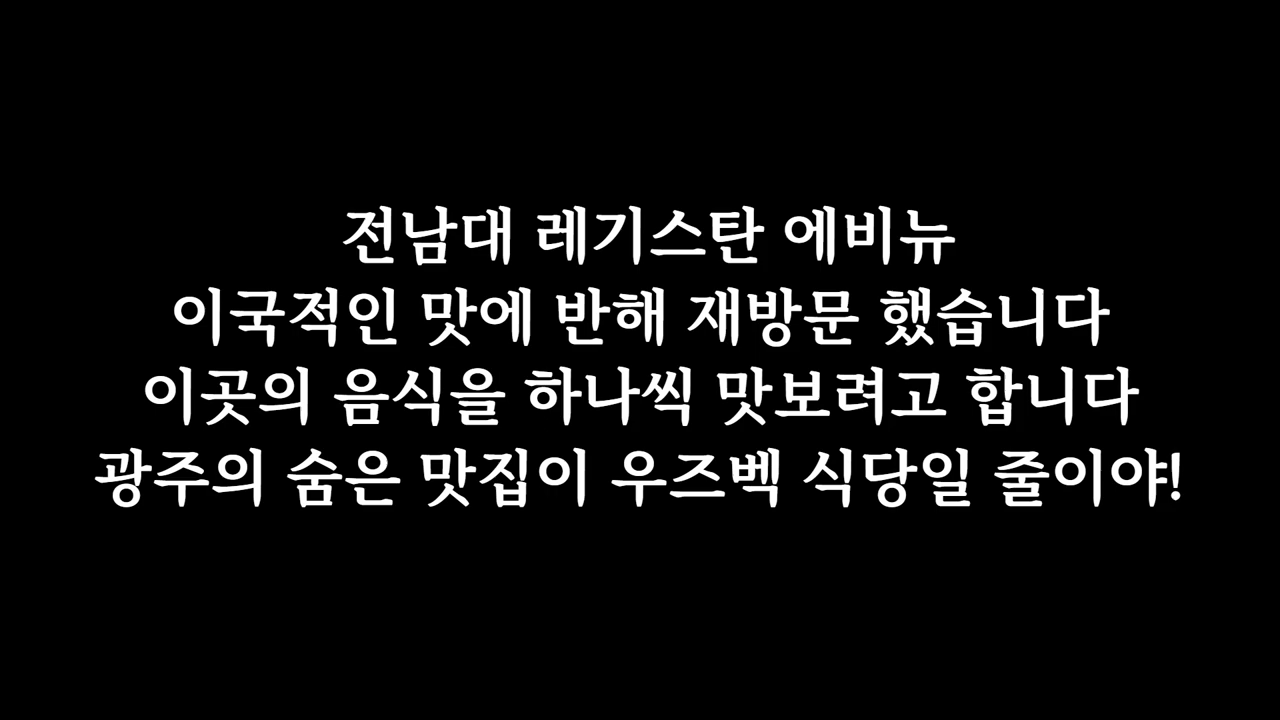 전남대 레기스탄 에비뉴
이국적인 맛에 반해 재방문 했습니다
이곳의 음식을 하나씩 맛보려고 합니다
광주의 숨은 맛집이 우즈벡 식당일 줄이야!